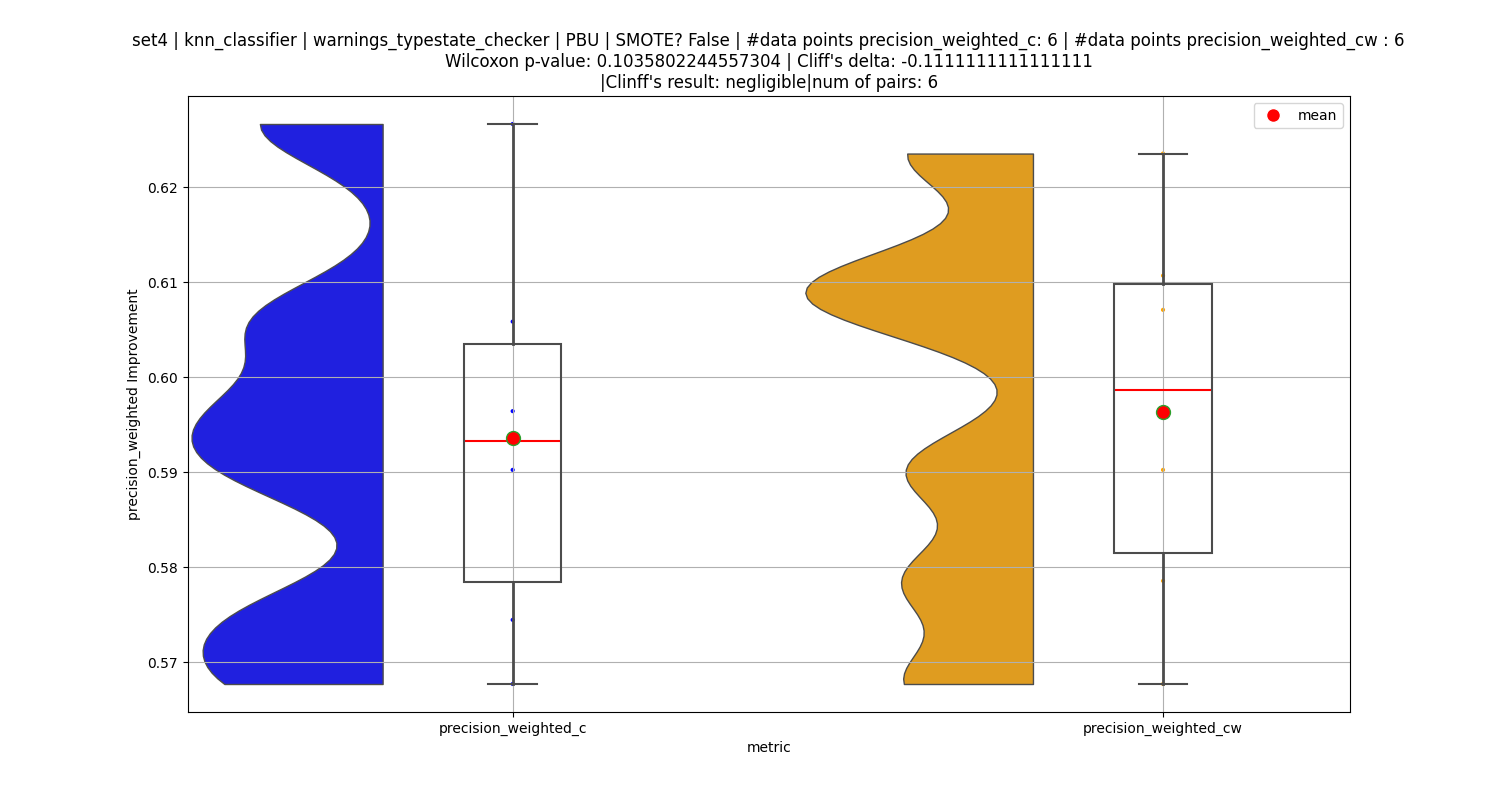 set4 | knn_classifier | warnings_typestate_checker | PBU | SMOTE? False | #data points precision_weighted_c: 6 | #data points precision_weighted_cw : 6
Wilcoxon p-value: 0.1035802244557304 | Cliff's delta: -0.1111111111111111
|Clinff's result: negligible|num of pairs: 6
mean
precision_weighted Improvement
0.62
0.61
0.60
0.59
0.58
0.57
precision_weighted_c
precision_weighted_cw
metric